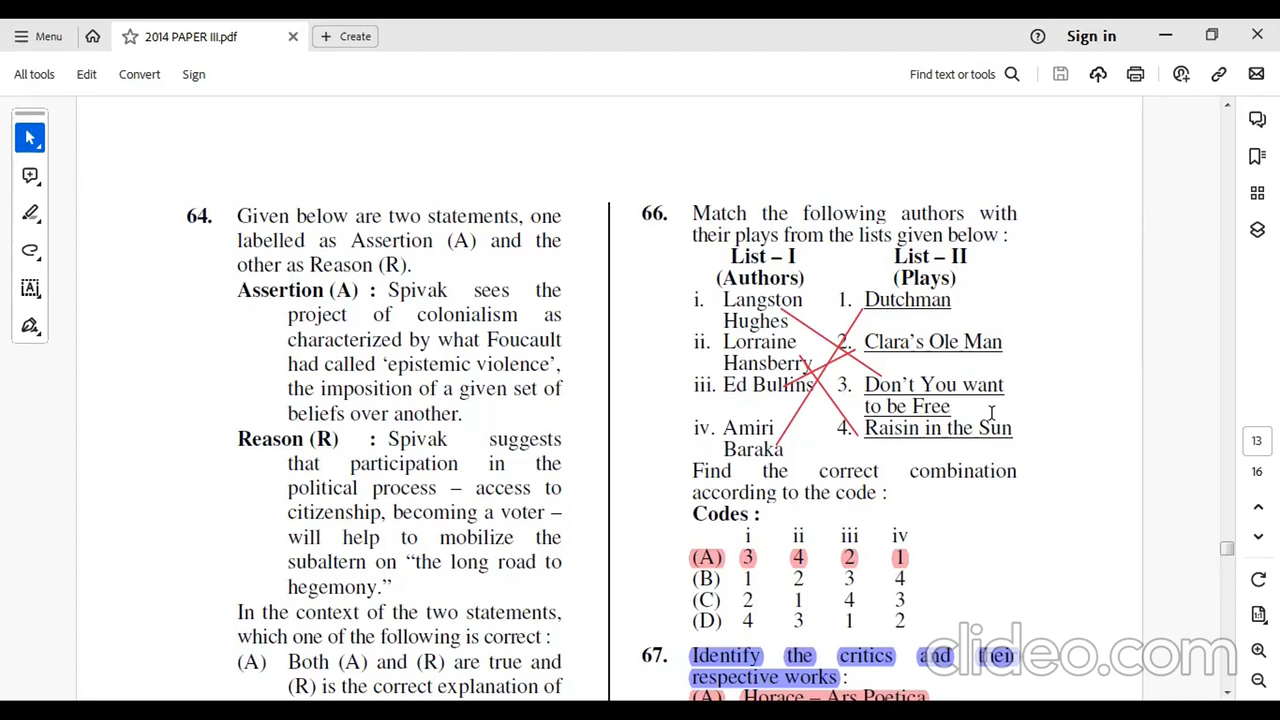 Menu
2014 PAPER III.pdf
Create
Sign in
All tools
Edit
Convert
Sign
Find text or tools
64. Given below are two statements, one
labelled as Assertion (A) and the
other as Reason (R).
Assertion (A) : Spivak sees the
project of colonialism as
characterized by what Foucault
had called ‘epistemic violence’,
the imposition of a given set of
beliefs over another.
Reason (R) : Spivak suggests
that participation in the
political process – access to
citizenship, becoming a voter –
will help to mobilize the
subaltern on “the long road to
hegemony.”
In the context of the two statements,
which one of the following is correct :
(A) Both (A) and (R) are true and
(R) is the correct explanation of
66. Match the following authors with
their plays from the lists given below :
List – I List – II
(Authors) (Plays)
i. Langston 1. Dutchman
Hughes
ii. Lorraine 2. Clara’s Ole Man
Hansberry
iii. Ed Bullins 3. Don’t You want
to be Free
iv. Amiri 4. Raisin in the Sun
Baraka
Find the correct combination
according to the code :
Codes :
i ii iii iv
(A) 3 4 2 1
(B) 1 2 3 4
(C) 2 1 4 3
(D) 4 3 1 2
67. Identify the critics and their
respective works :
(A) Horace – Ars Poetica
13
16
clideo.com